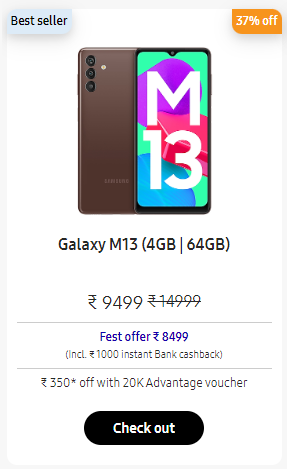 Best seller
37% off
SAMSUNG
M
13
Galaxy M13 (4GB | 64GB)
₹ 9499 ₹ 14999
Fest offer ₹ 8499
(Incl. ₹ 1000 instant Bank cashback)
₹ 350* off with 20K Advantage voucher
Check out